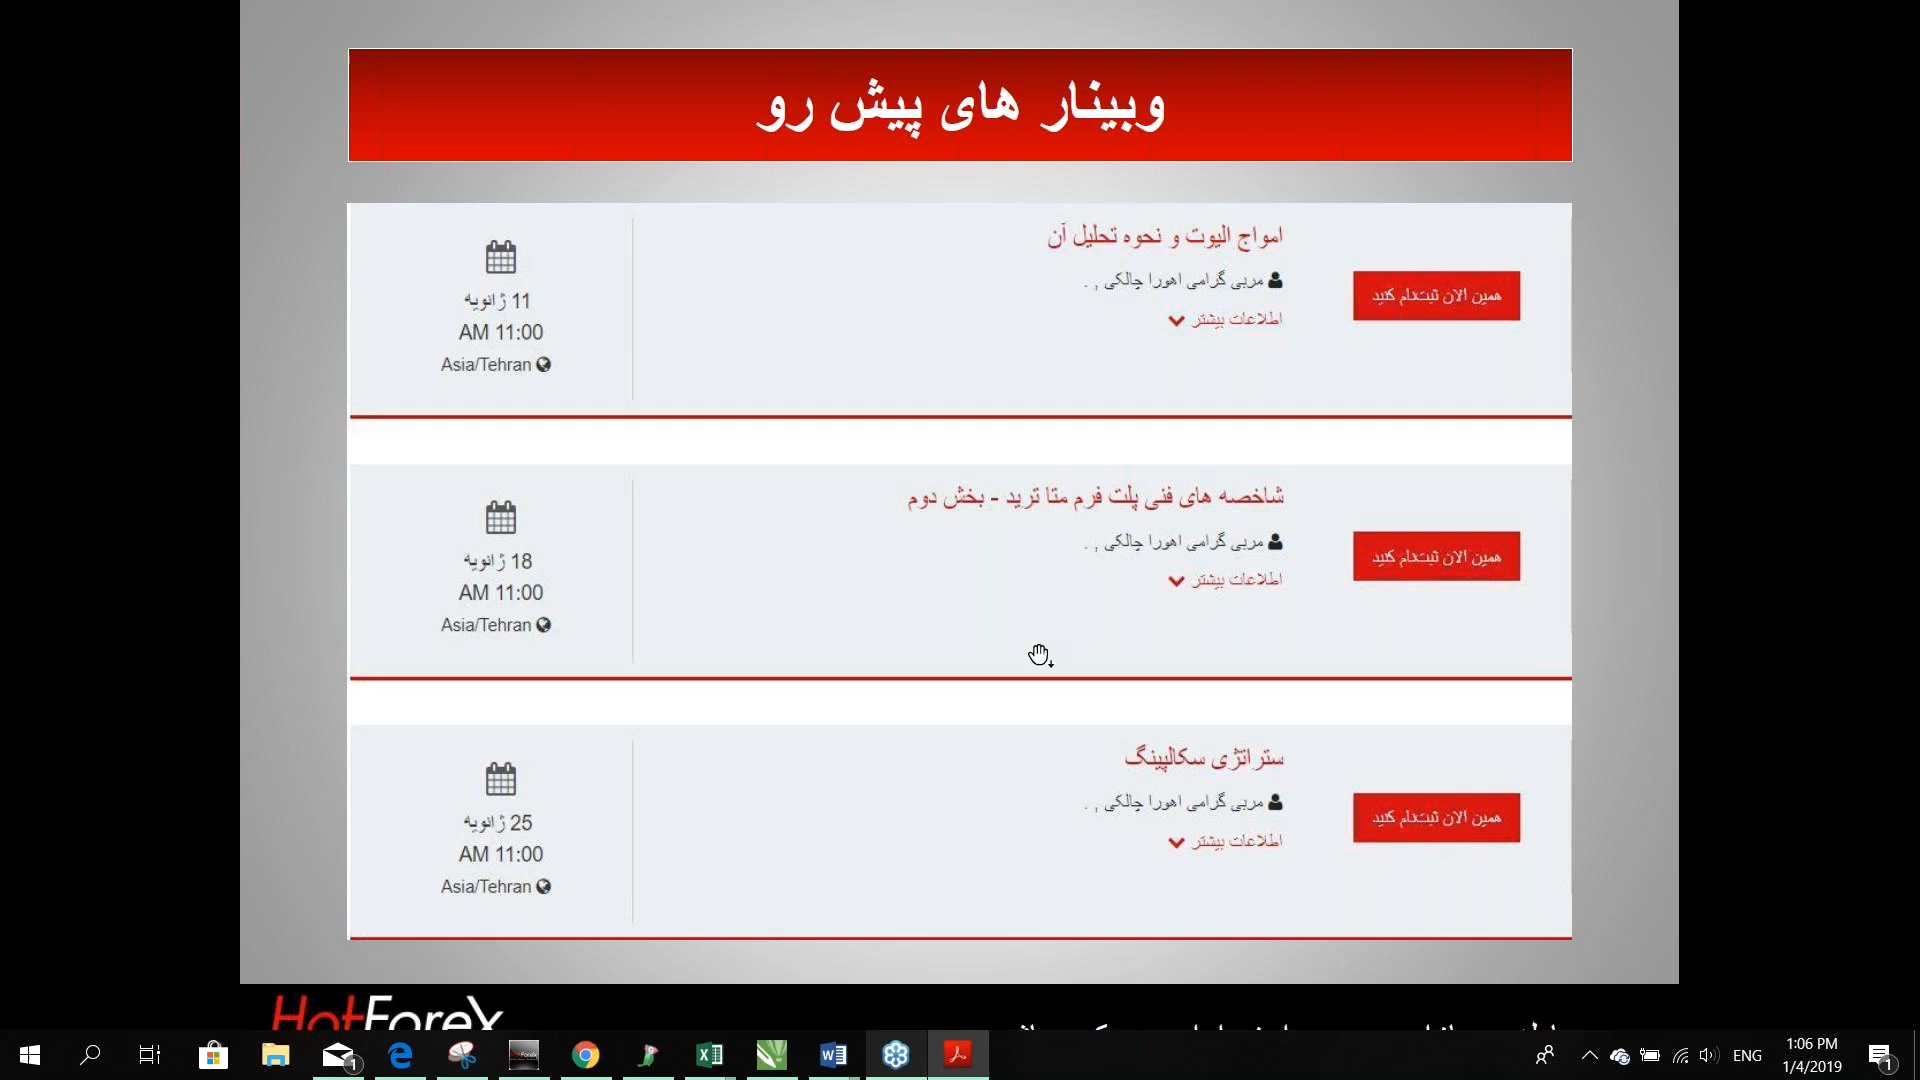 وبینار های پیش رو
امواج الیوت و نحوه تحلیل آن
مربی گرامی اهورا چالکی , .
اطلاعات بیشتر
همین الان ثبت‌نام کنید
11 ژانویه
AM 11:00
Asia/Tehran
شاخصه های فنی پلت فرم متا ترید - بخش دوم
مربی گرامی اهورا چالکی , .
اطلاعات بیشتر
همین الان ثبت‌نام کنید
18 ژانویه
AM 11:00
Asia/Tehran
ستراتژی سکالپینگ
مربی گرامی اهورا چالکی , .
اطلاعات بیشتر
همین الان ثبت‌نام کنید
25 ژانویه
AM 11:00
Asia/Tehran
HotForex
1
ENG
1:06 PM
1/4/2019
1